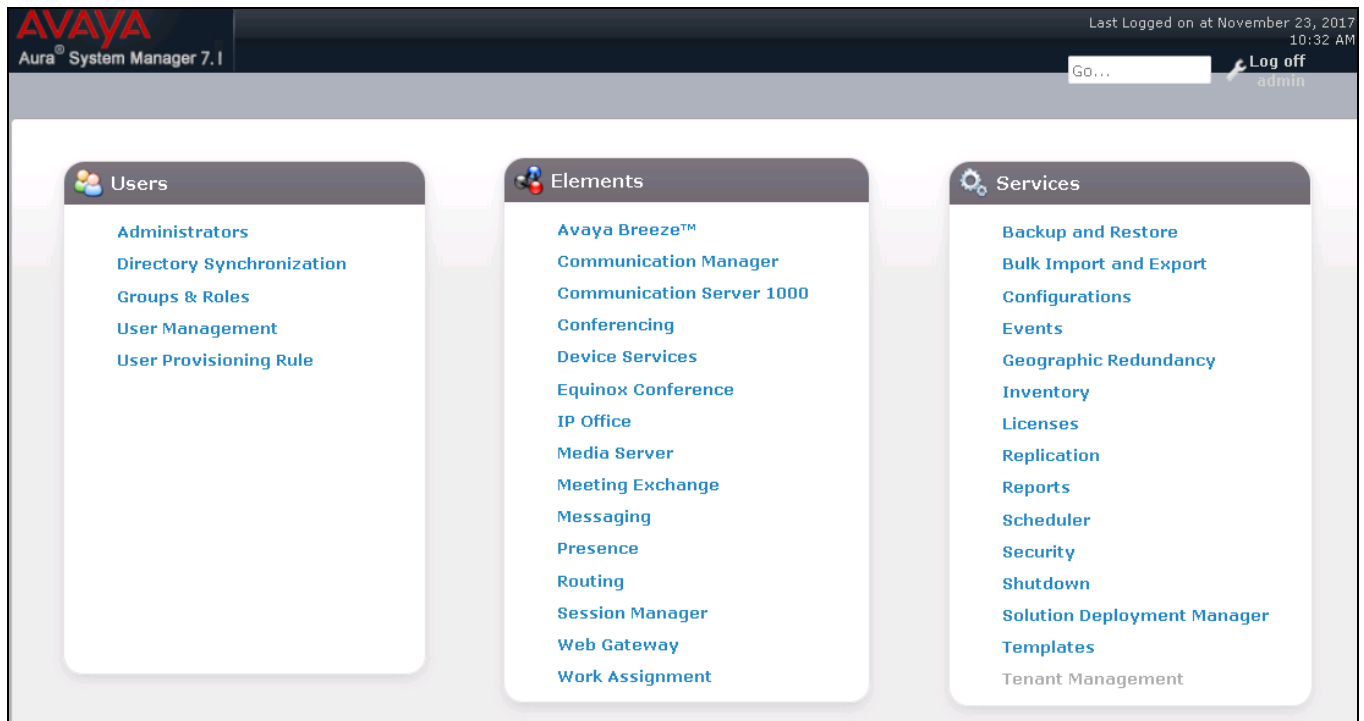 AVAYA
Aura® System Manager 7.1
Last Logged on at November 23, 2017
10:32 AM
Go...
Log off
admin
Users
Administrators
Directory Synchronization
Groups & Roles
User Management
User Provisioning Rule
Elements
Avaya Breeze™
Communication Manager
Communication Server 1000
Conferencing
Device Services
Equinox Conference
IP Office
Media Server
Meeting Exchange
Messaging
Presence
Routing
Session Manager
Web Gateway
Work Assignment
Services
Backup and Restore
Bulk Import and Export
Configurations
Events
Geographic Redundancy
Inventory
Licenses
Replication
Reports
Scheduler
Security
Shutdown
Solution Deployment Manager
Templates
Tenant Management